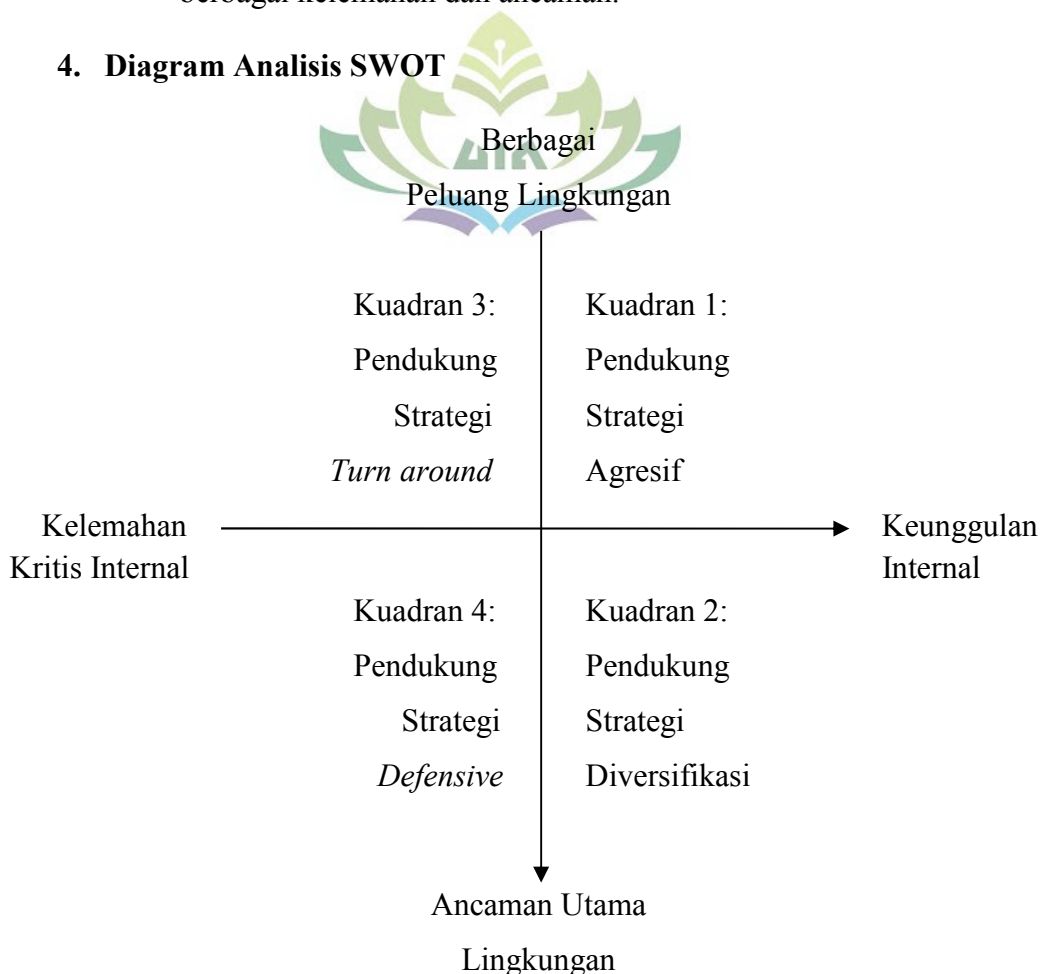 berbagai kelemahan dan ancaman.
4. Diagram Analisis SWOT
Berbagai
Peluang Lingkungan
Kuadran 3:
Pendukung
Strategi
Turn around
Kuadran 1:
Pendukung
Strategi
Agresif
Kelemahan
Kritis Internal
Keunggulan
Internal
Kuadran 4:
Pendukung
Strategi
Defensive
Kuadran 2:
Pendukung
Strategi
Diversifikasi
Ancaman Utama
Lingkungan